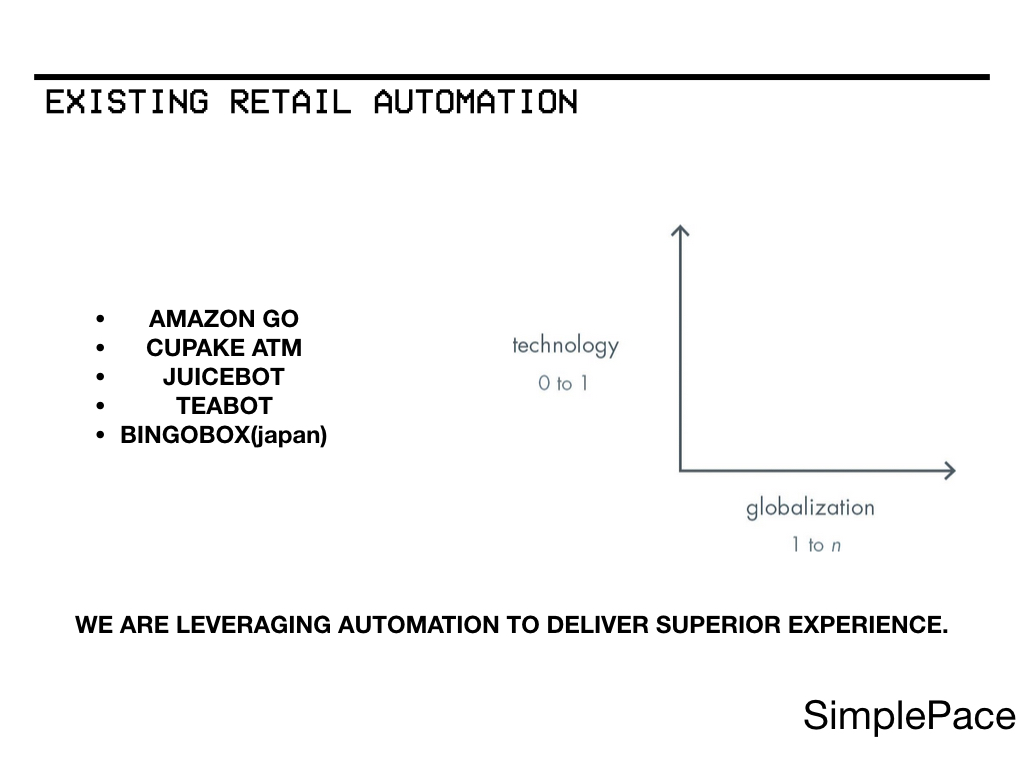 EXISTING RETAIL AUTOMATION
• AMAZON GO
• CUPAKE ATM
• JUICEBOT
• TEABOT
• BINGOBOX(japan)
technology
0 to 1
globalization
1 to n
WE ARE LEVERAGING AUTOMATION TO DELIVER SUPERIOR EXPERIENCE.
SimplePace